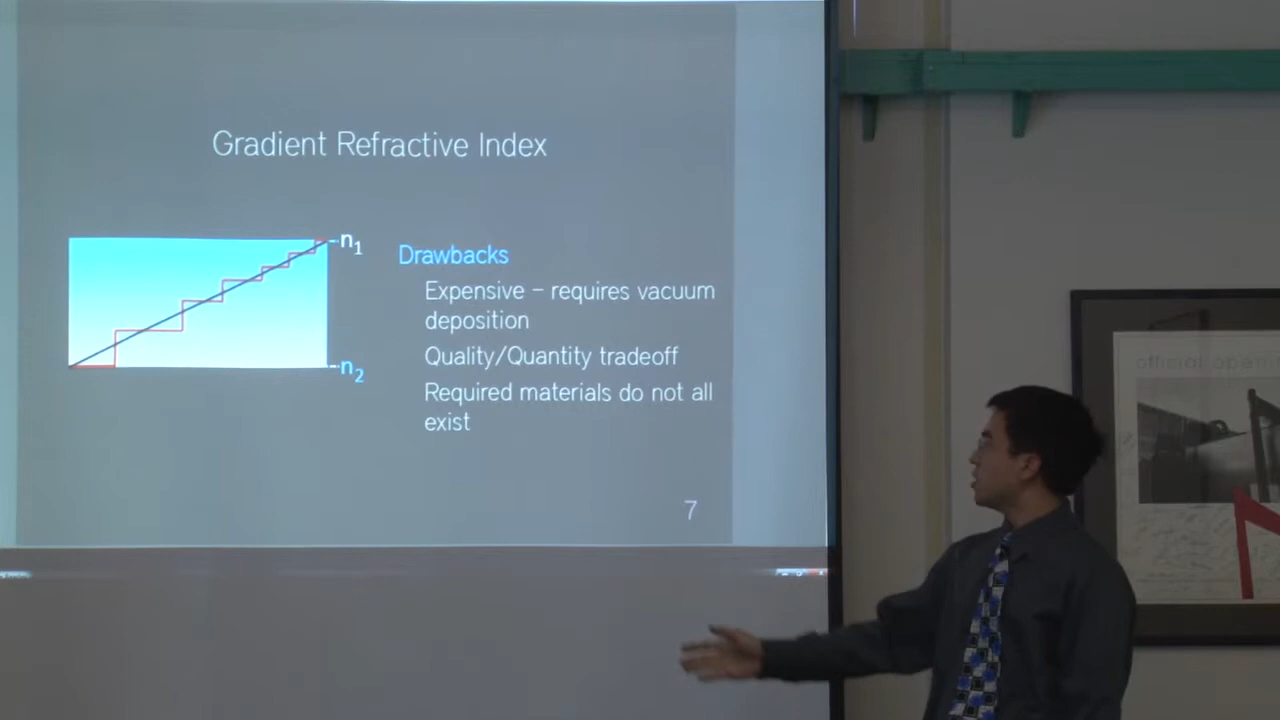 Gradient Refractive Index
n₁
n₂
Drawbacks
Expensive – requires vacuum
deposition
Quality/Quantity tradeoff
Required materials do not all
exist
7